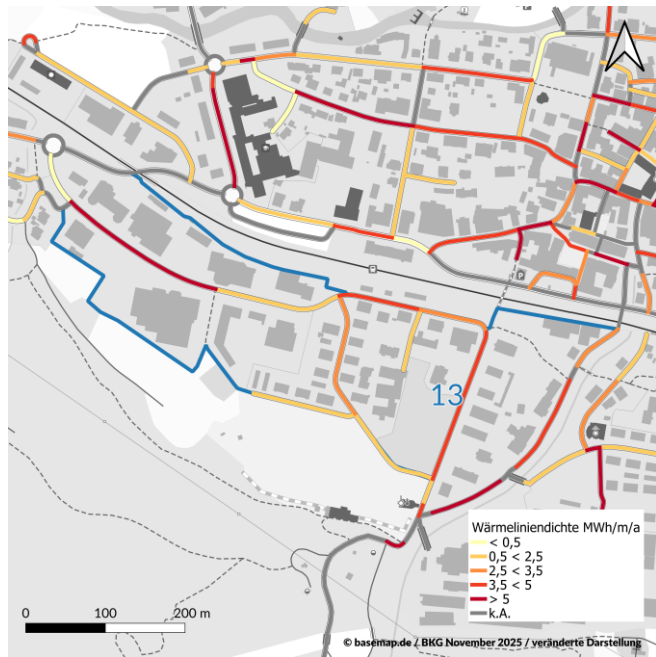 P
13
Wärmeliniendichte MWh/m/a
< 0,5
0,5 < 2,5
2,5 < 3,5
3,5 < 5
> 5
k.A.
0 100 200 m
© basemap.de / BKG November 2025 / veränderte Darstellung